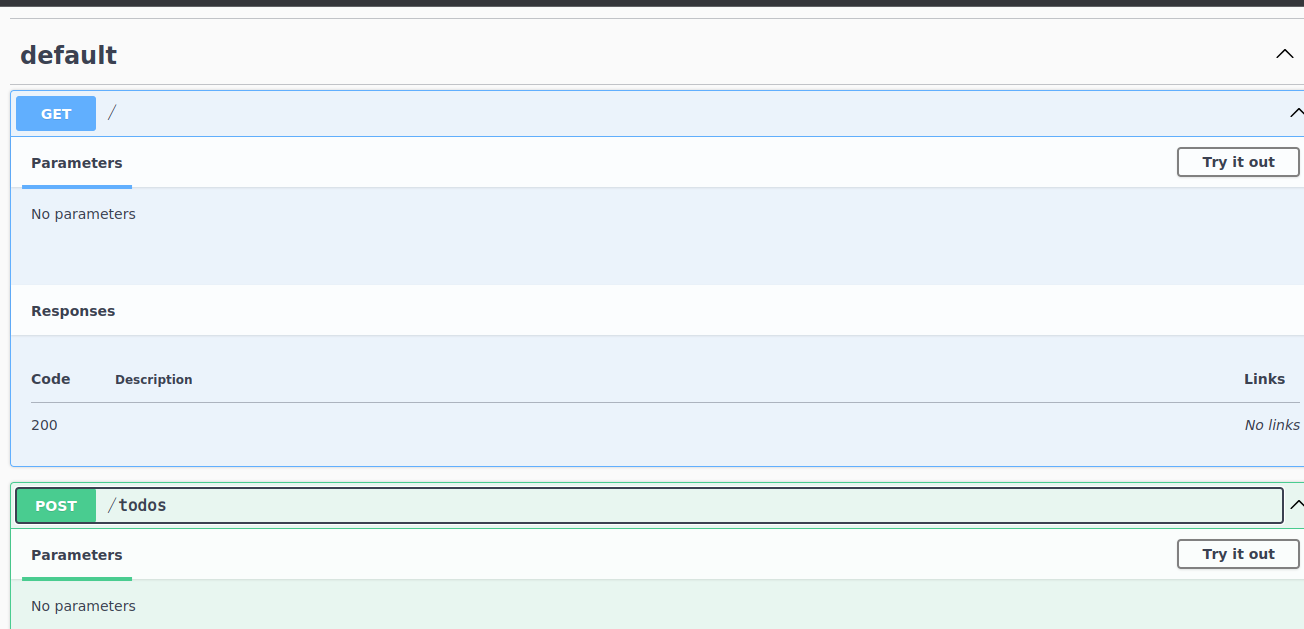 default
GET /
Parameters Try it out
No parameters
Responses
Code Description Links
200 No links
POST /todos
Parameters Try it out
No parameters